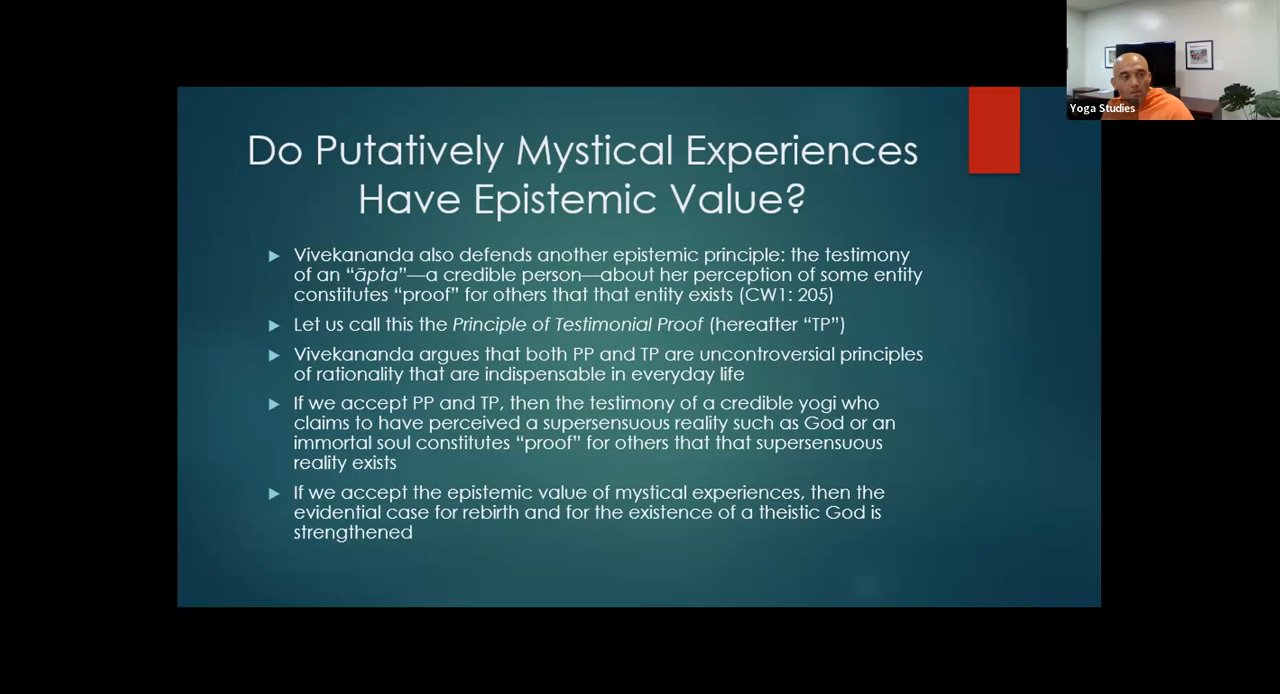 Yoga Studies
Do Putatively Mystical Experiences
Have Epistemic Value?
Vivekananda also defends another epistemic principle: the testimony
of an “āpta”—a credible person—about her perception of some entity
constitutes “proof” for others that that entity exists (CW1: 205)
Let us call this the Principle of Testimonial Proof (hereafter “TP”)
Vivekananda argues that both PP and TP are uncontroversial principles
of rationality that are indispensable in everyday life
If we accept PP and TP, then the testimony of a credible yogi who
claims to have perceived a supersensuous reality such as God or an
immortal soul constitutes “proof” for others that that supersensuous
reality exists
If we accept the epistemic value of mystical experiences, then the
evidential case for rebirth and for the existence of a theistic God is
strengthened